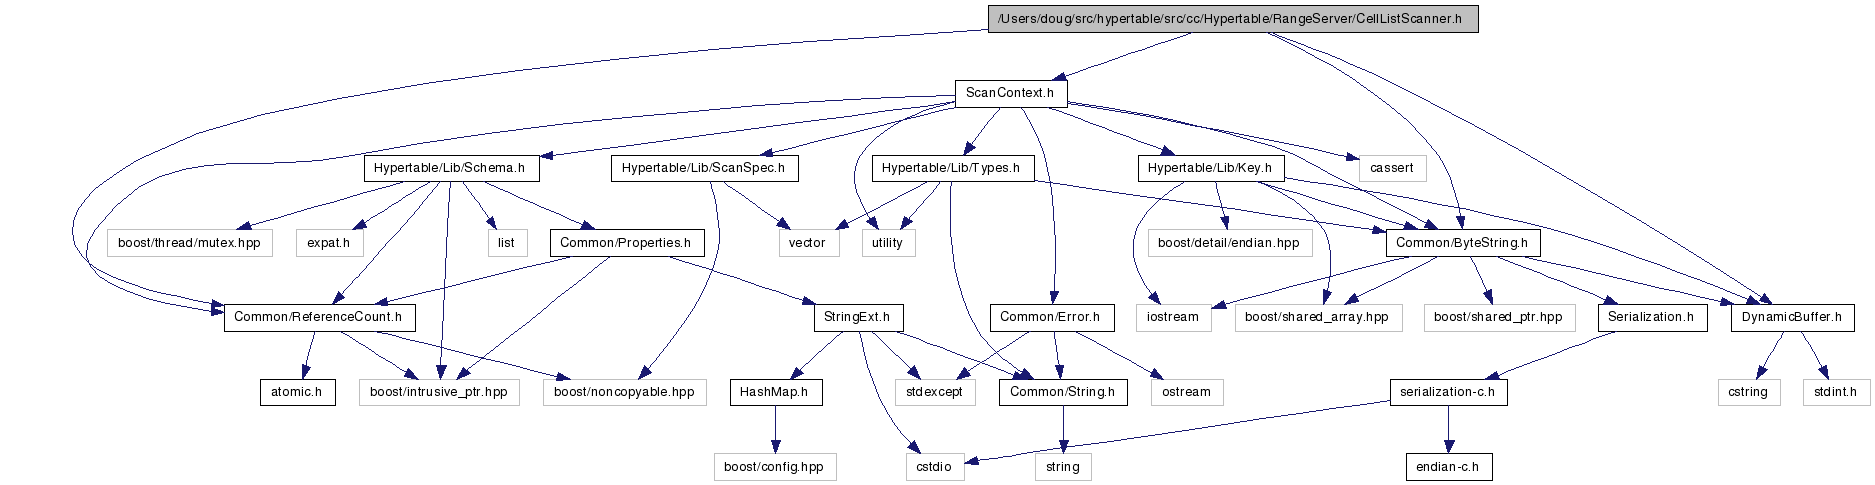 /Users/doug/src/hypertable/src/cc/Hypertable/RangeServer/CellListScanner.h
ScanContext.h
Hypertable/Lib/Schema.h
Hypertable/Lib/ScanSpec.h
Hypertable/Lib/Types.h
Hypertable/Lib/Key.h
cassert
boost/thread/mutex.hpp
expat.h
list
Common/Properties.h
vector
utility
boost/detail/endian.hpp
Common/ByteString.h
Common/ReferenceCount.h
StringExt.h
Common/Error.h
iostream
boost/shared_array.hpp
boost/shared_ptr.hpp
Serialization.h
DynamicBuffer.h
atomic.h
boost/intrusive_ptr.hpp
boost/noncopyable.hpp
HashMap.h
stdexcept
Common/String.h
ostream
serialization-c.h
cstring
stdint.h
boost/config.hpp
cstdio
string
endian-c.h